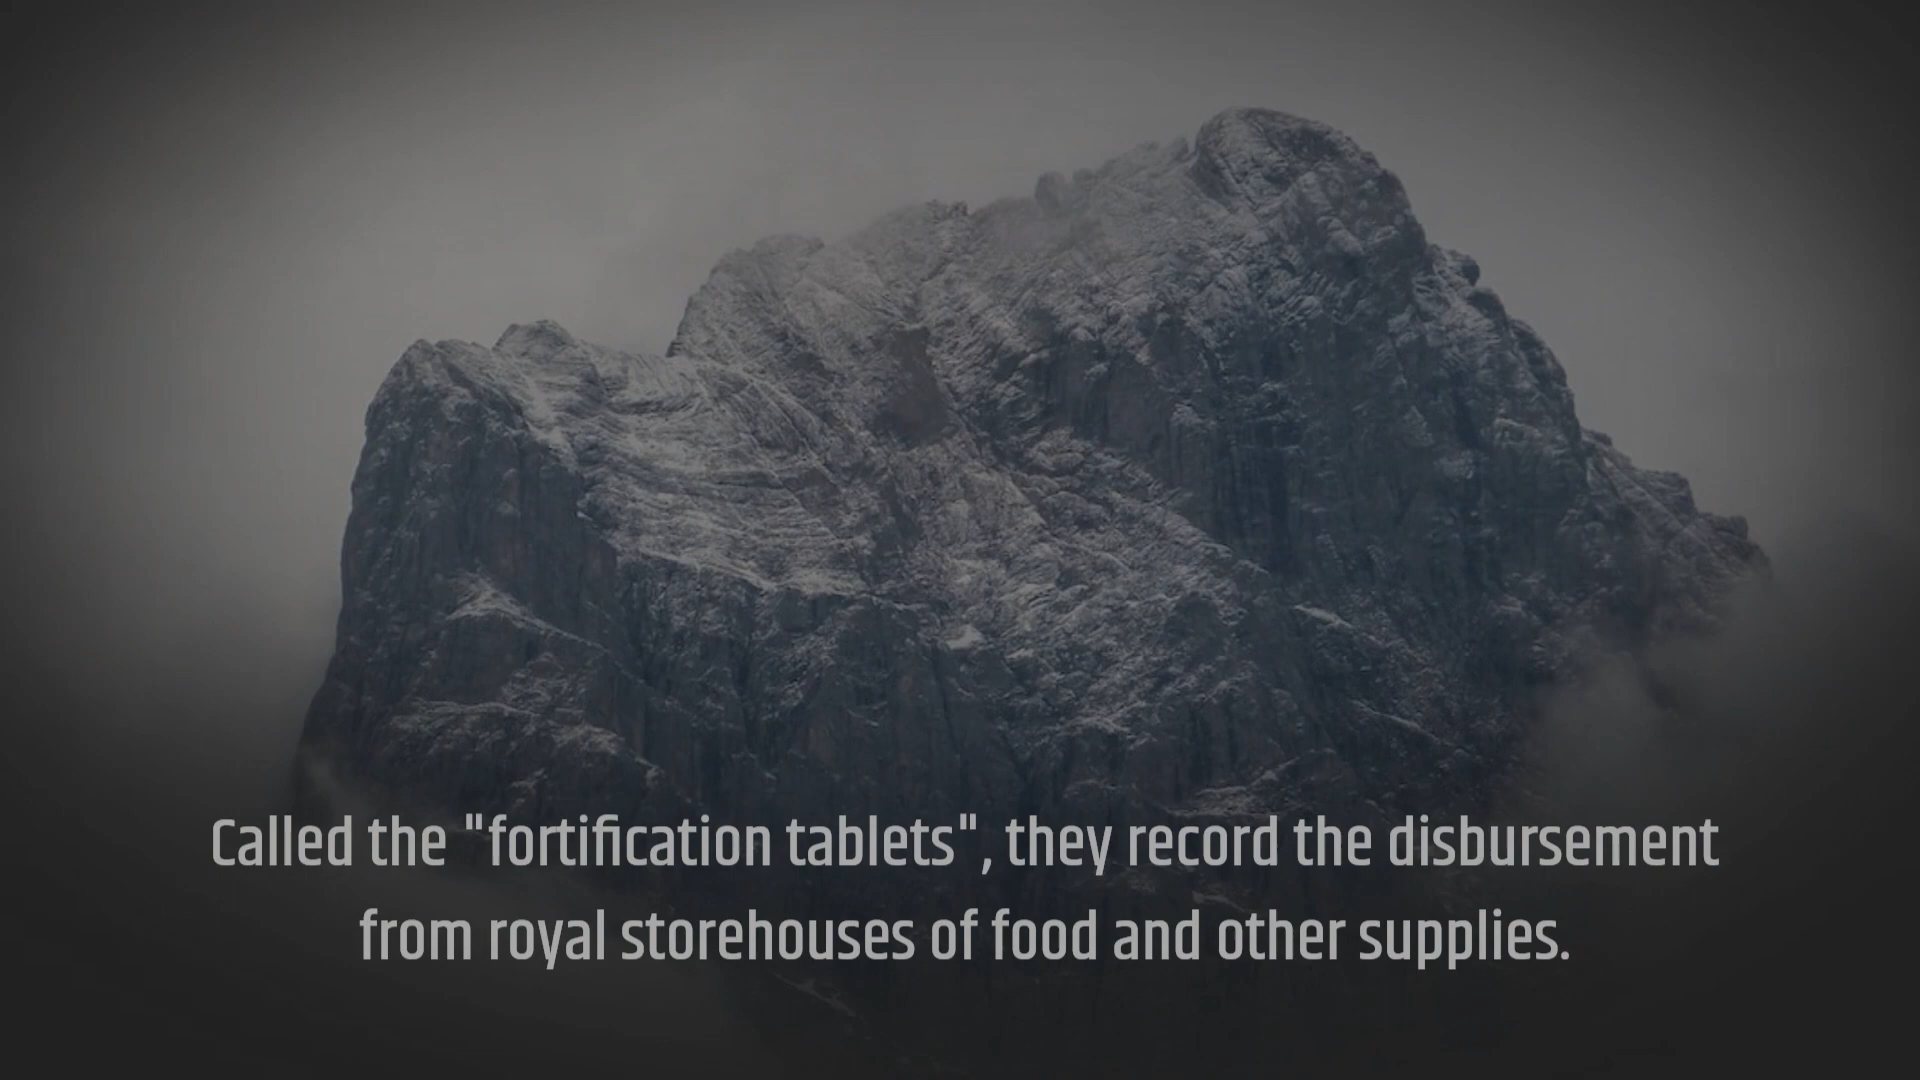 Called the "fortification tablets", they record the disbursement
from royal storehouses of food and other supplies.